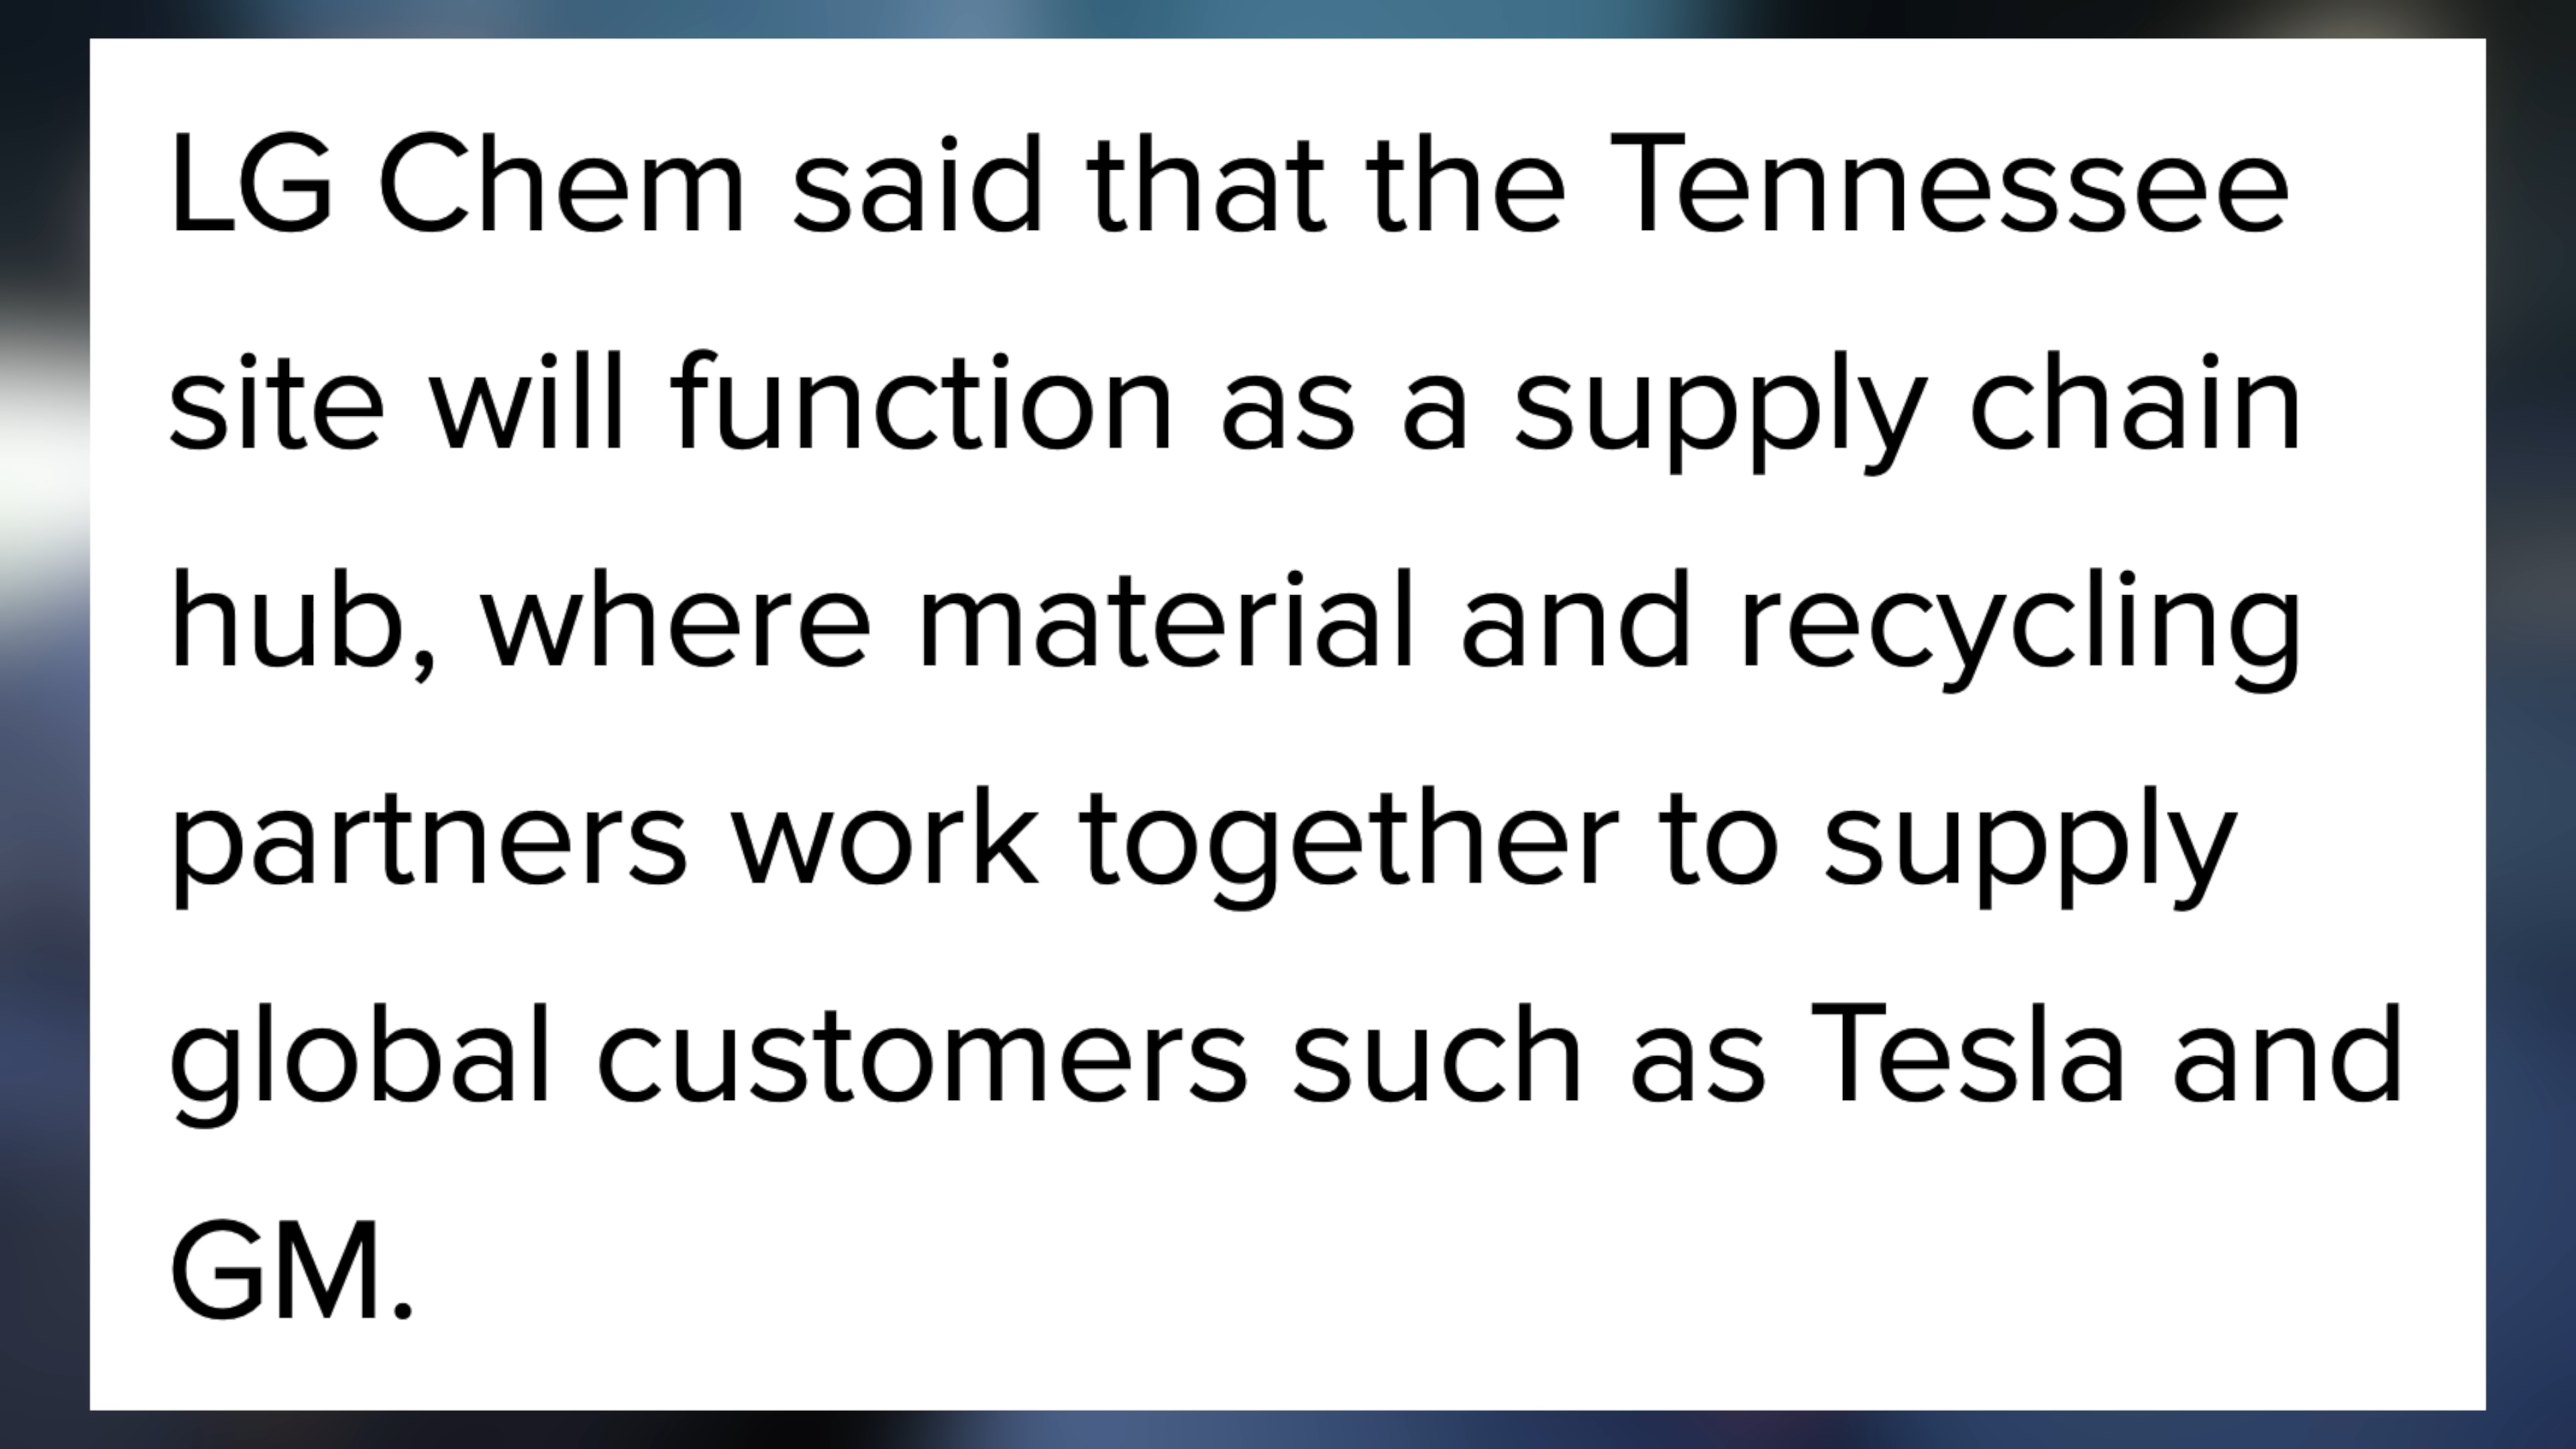 LG Chem said that the Tennessee
site will function as a supply chain
hub, where material and recycling
partners work together to supply
global customers such as Tesla and
GM.